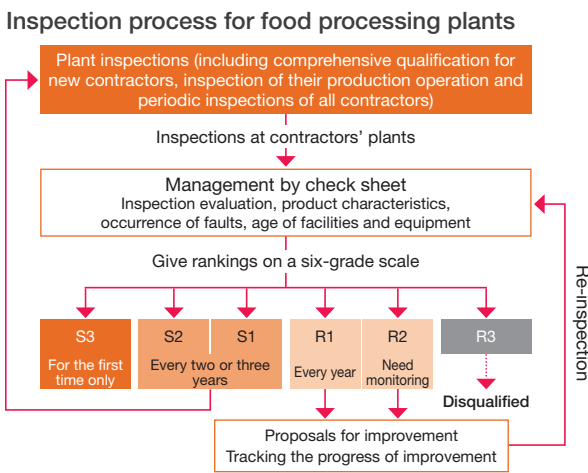 Inspection process for food processing plants
Plant inspections (including comprehensive qualification for
new contractors, inspection of their production operation and
periodic inspections of all contractors)
Inspections at contractors' plants
Management by check sheet
Inspection evaluation, product characteristics,
occurrence of faults, age of facilities and equipment
Give rankings on a six-grade scale
S3
For the first
time only
S2
S1
Every two or three
years
R1
Every year
R2
Need
monitoring
R3
Disqualified
Proposals for improvement
Tracking the progress of improvement
Re-inspection